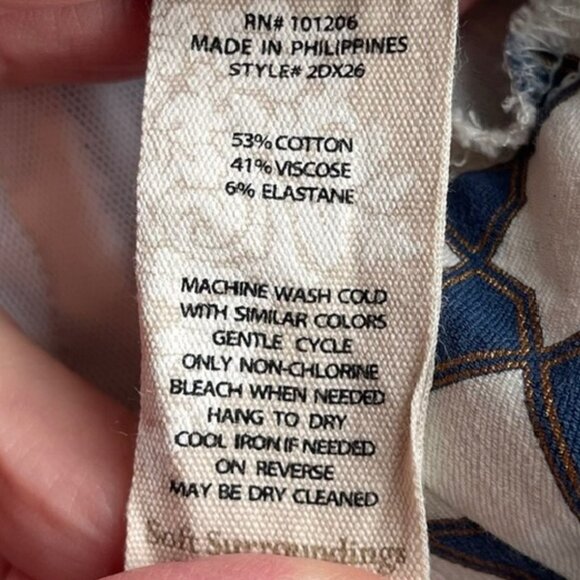 RN# 101206
MADE IN PHILIPPINES
STYLE# 2DX26
53% COTTON
41% VISCOSE
6% ELASTANE
MACHINE WASH COLD
WITH SIMILAR COLORS
GENTLE CYCLE
ONLY NON-CHLORINE
BLEACH WHEN NEEDED
HANG TO DRY
COOL IRON IF NEEDED
ON REVERSE
MAY BE DRY CLEANED
Soft Surroundings